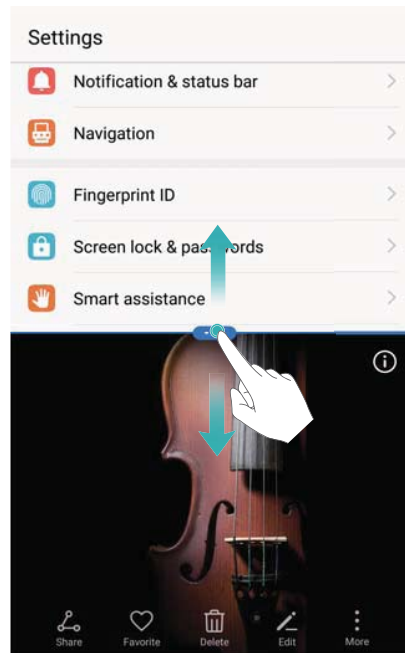 Settings
Notification & status bar
Navigation
Fingerprint ID
Screen lock & passwords
Smart assistance
Share Favorite Delete Edit More